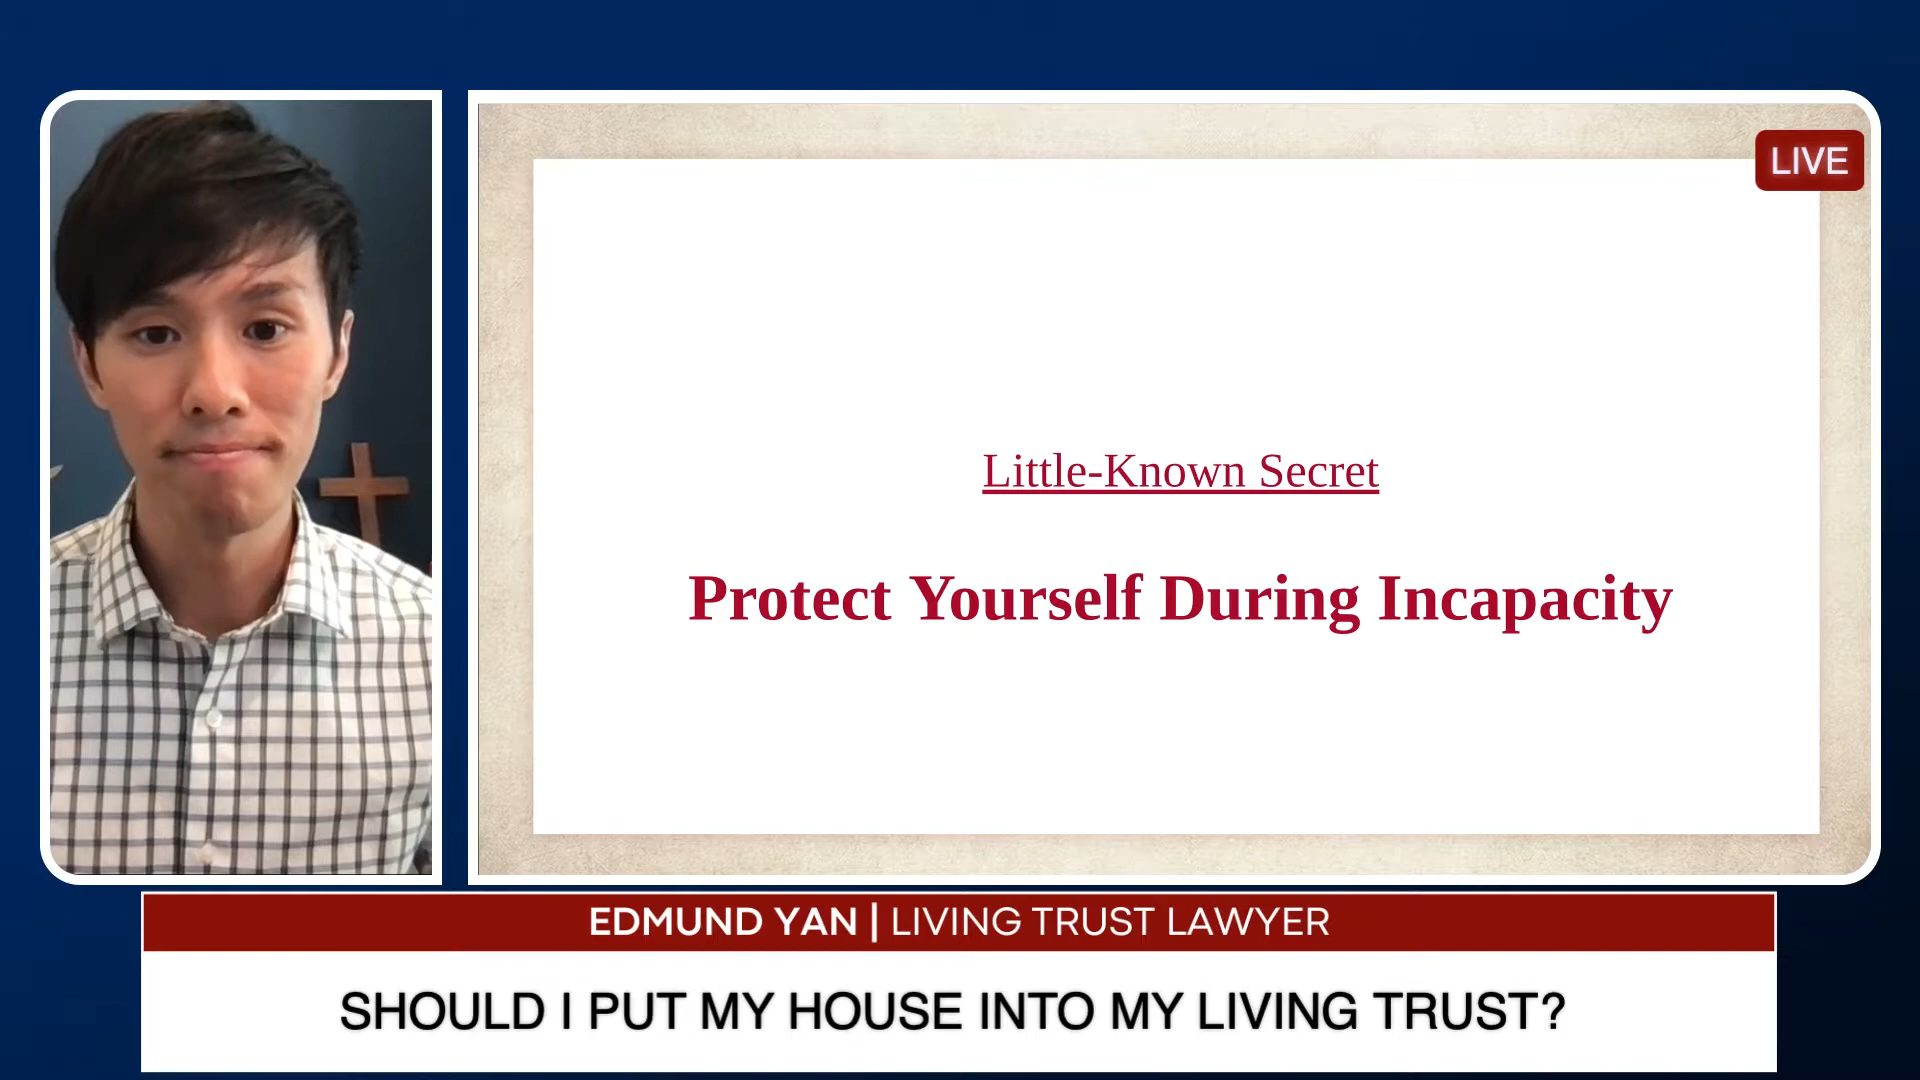 LIVE
Little-Known Secret
Protect Yourself During Incapacity
EDMUND YAN | LIVING TRUST LAWYER
SHOULD I PUT MY HOUSE INTO MY LIVING TRUST?